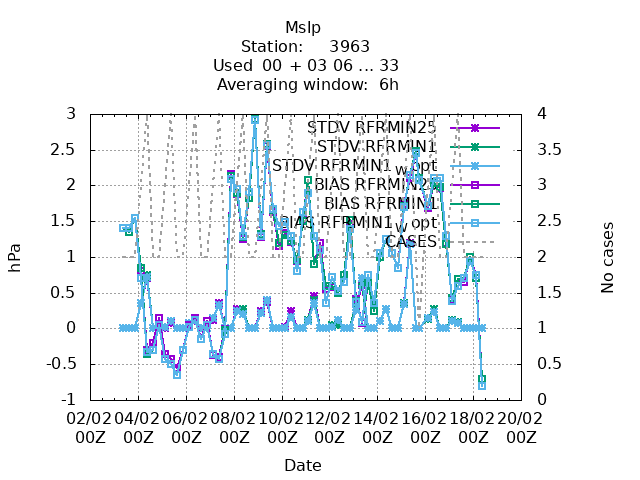 Mslp
Station: 3963
Used 00 + 03 06 ... 33
Averaging window: 6h
STDV RFRMIN25
STDV RFRMIN1
STDV RFRMIN1_w_opt
BIAS RFRMIN25
BIAS RFRMIN1
BIAS RFRMIN1_w_opt
CASES
3
2.5
2
1.5
1
0.5
0
-0.5
-1
hPa
4
3.5
3
2.5
2
1.5
1
0.5
0
No cases
02/02 04/02 06/02 08/02 10/02 12/02 14/02 16/02 18/02 20/02
00Z 00Z 00Z 00Z 00Z 00Z 00Z 00Z 00Z 00Z
Date